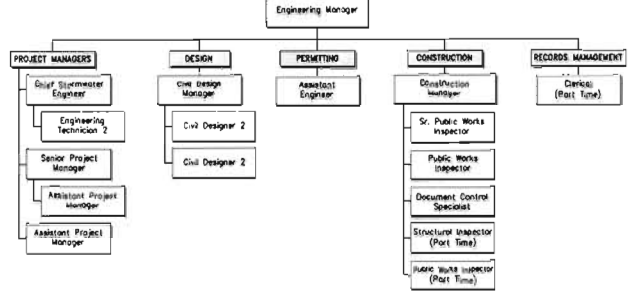 Engineering Manager
PROJECT MANAGERS
DESIGN
PERMITTING
CONSTRUCTION
RECORDS MANAGEMENT
Chief Stormwater
Engineer
Engineering
Technician 2
Senior Project
Manager
Assistant Project
Manager
Assistant Project
Manager
Civil Design
Manager
Civil Designer 2
Civil Designer 2
Assistant
Engineer
Construction
Manager
Sr. Public Works
Inspector
Public Works
Inspector
Document Control
Specialist
Structural Inspector
(Part Time)
Public Works Inspector
(Part Time)
Clerical
(Part Time)